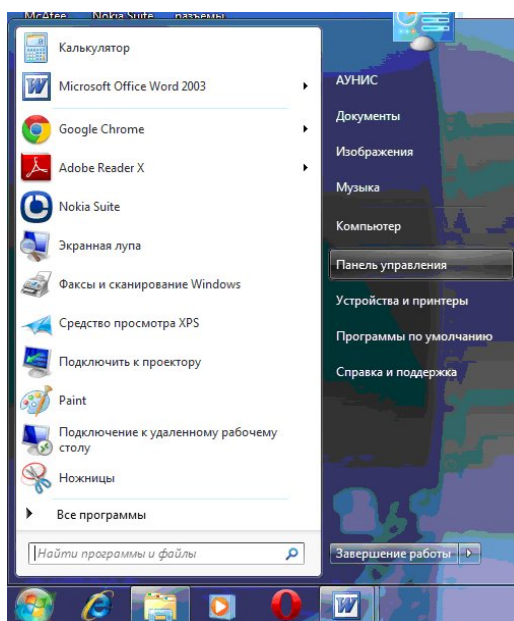 McAfee Nokia Suite разъемы
Калькулятор
Microsoft Office Word 2003
Google Chrome
Adobe Reader X
Nokia Suite
Экранная лупа
Факсы и сканирование Windows
Средство просмотра XPS
Подключить к проектору
Paint
Подключение к удаленному рабочему
столу
Ножницы
Все программы
Найти программы и файлы
АУНИС
Документы
Изображения
Музыка
Компьютер
Панель управления
Устройства и принтеры
Программы по умолчанию
Справка и поддержка
Завершение работы